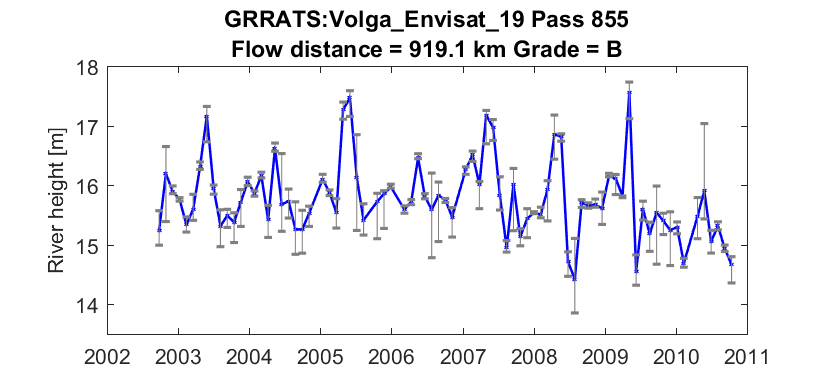 GRRATS:Volga_Envisat_19 Pass 855
Flow distance = 919.1 km Grade = B
River height [m]
18
17
16
15
14
2002 2003 2004 2005 2006 2007 2008 2009 2010 2011